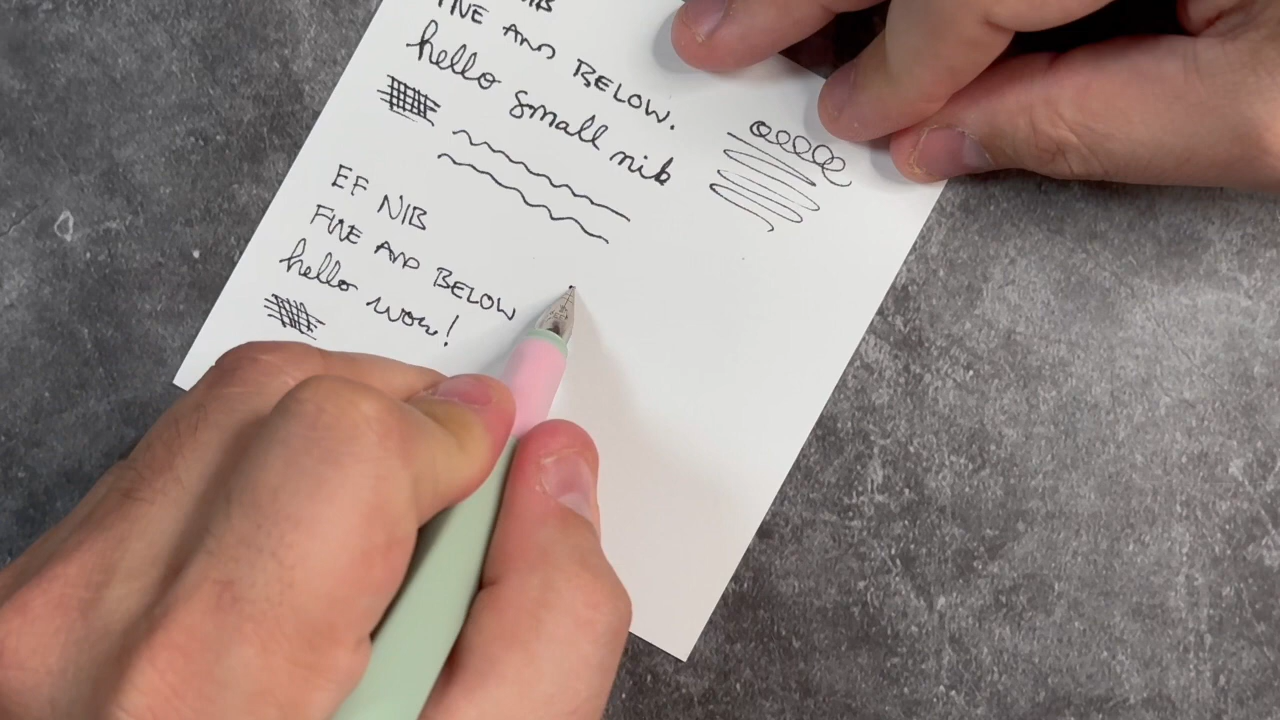 FINE AND BELOW.
hello small nib
EF NIB
FINE AND BELOW
hello wow!